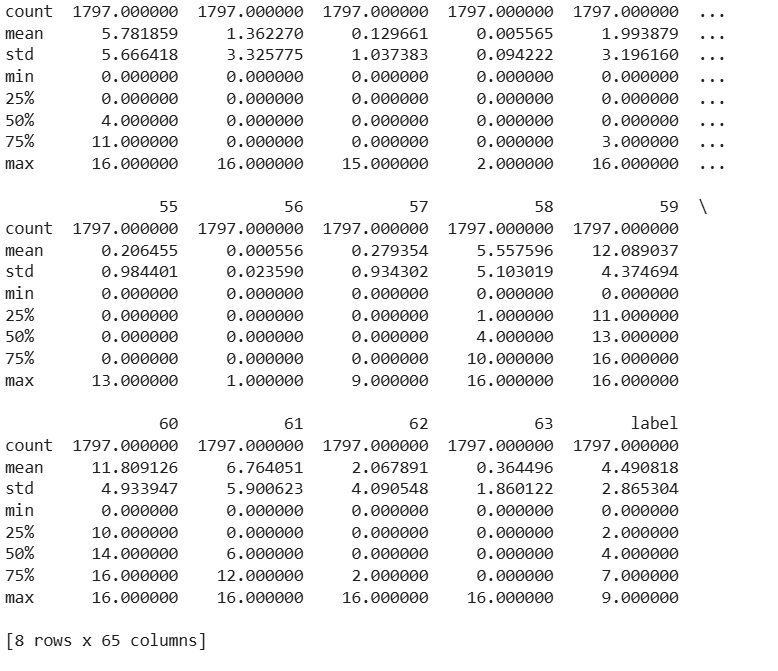 count  1797.000000  1797.000000  1797.000000  1797.000000  1797.000000  ...
mean      5.781859     1.362270     0.129661     0.005565     1.993879  ...
std       5.666418     3.325775     1.037383     0.094222     3.196160  ...
min       0.000000     0.000000     0.000000     0.000000     0.000000  ...
25%       0.000000     0.000000     0.000000     0.000000     0.000000  ...
50%       4.000000     0.000000     0.000000     0.000000     0.000000  ...
75%      11.000000     0.000000     0.000000     0.000000     3.000000  ...
max      16.000000    16.000000    15.000000     2.000000    16.000000  ...
55           56           57           58           59  \
count  1797.000000  1797.000000  1797.000000  1797.000000  1797.000000
mean      0.206455     0.000556     0.279354     5.557596    12.089037
std       0.984401     0.023590     0.934302     5.103019     4.374694
min       0.000000     0.000000     0.000000     0.000000     0.000000
25%       0.000000     0.000000     0.000000     1.000000    11.000000
50%       0.000000     0.000000     0.000000     4.000000    13.000000
75%       0.000000     0.000000     0.000000    10.000000    16.000000
max      13.000000     1.000000     9.000000    16.000000    16.000000
60           61           62           63        label
count  1797.000000  1797.000000  1797.000000  1797.000000  1797.000000
mean     11.809126     6.764051     2.067891     0.364496     4.490818
std       4.933947     5.900623     4.090548     1.860122     2.865304
min       0.000000     0.000000     0.000000     0.000000     0.000000
25%      10.000000     0.000000     0.000000     0.000000     2.000000
50%      14.000000     6.000000     0.000000     0.000000     4.000000
75%      16.000000    12.000000     2.000000     0.000000     7.000000
max      16.000000    16.000000    16.000000    16.000000     9.000000
[8 rows x 65 columns]